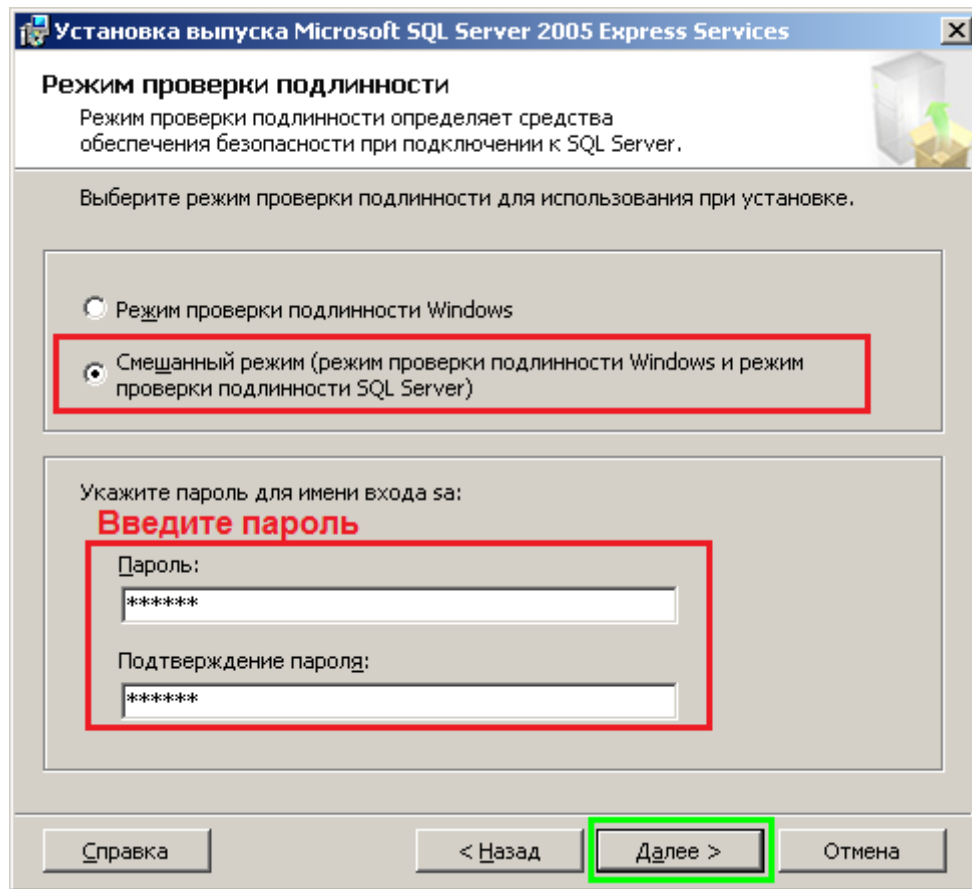 Установка выпуска Microsoft SQL Server 2005 Express Services
Режим проверки подлинности
Режим проверки подлинности определяет средства
обеспечения безопасности при подключении к SQL Server.
Выберите режим проверки подлинности для использования при установке.
Режим проверки подлинности Windows
Смешанный режим (режим проверки подлинности Windows и режим
проверки подлинности SQL Server)
Укажите пароль для имени входа sa:
Введите пароль
Пароль:
******
Подтверждение пароля:
******
Справка
< Назад
Далее >
Отмена